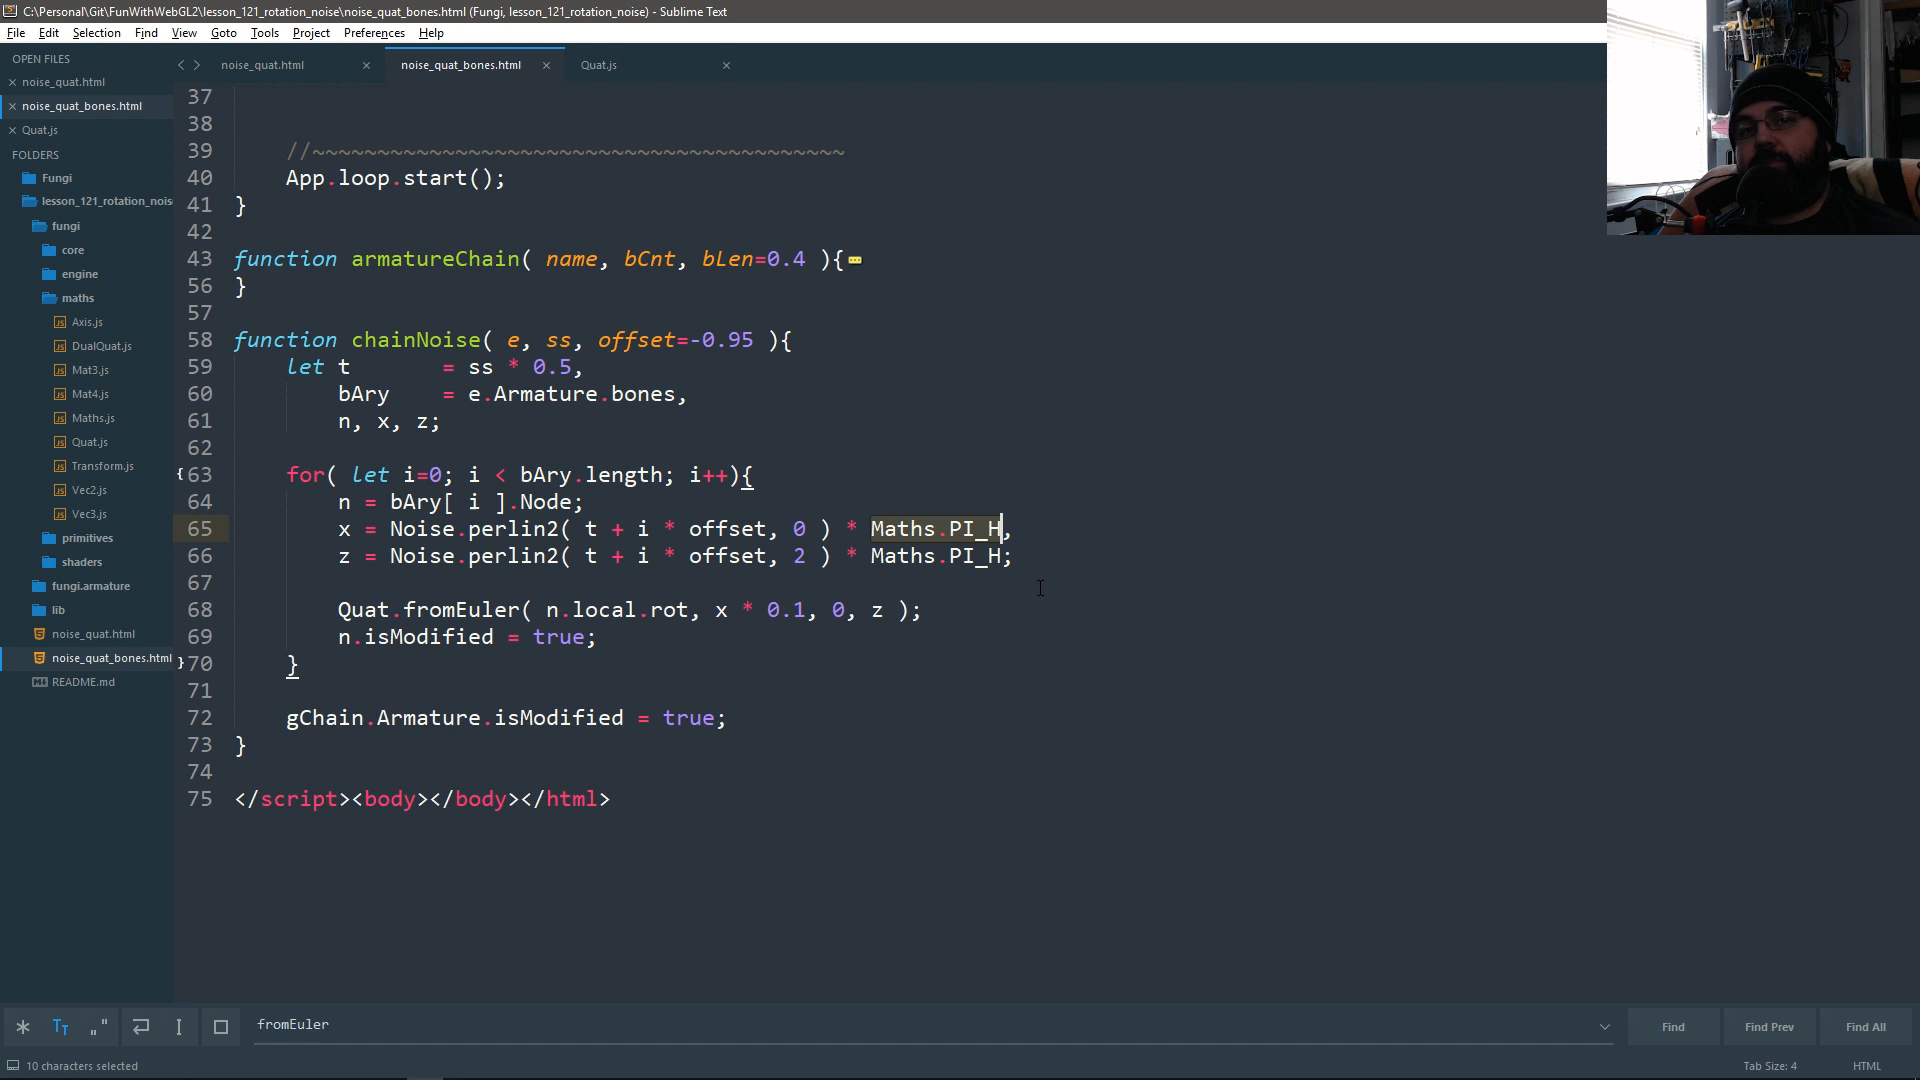 C:\Personal\Git\FunWithWebGL2\lesson_121_rotation_noise\noise_quat_bones.html (Fungi, lesson_121_rotation_noise) - Sublime Text
File Edit Selection Find View Goto Tools Project Preferences Help
OPEN FILES
noise_quat.html
noise_quat_bones.html
Quat.js
FOLDERS
Fungi
lesson_121_rotation_nois
fungi
core
engine
maths
Axis.js
DualQuat.js
Mat3.js
Mat4.js
Maths.js
Quat.js
Transform.js
Vec2.js
Vec3.js
primitives
shaders
fungi.armature
lib
noise_quat.html
noise_quat_bones.html
README.md
noise_quat.html × noise_quat_bones.html × Quat.js ×
37
38
39 //~~~~~~~~~~~~~~~~~~~~~~~~~~~~~~~~~~~~~~~~~
40 App.loop.start();
41 }
42
43 function armatureChain( name, bCnt, bLen=0.4 ){
56 }
57
58 function chainNoise( e, ss, offset=-0.95 ){
59 let t = ss * 0.5,
60 bAry = e.Armature.bones,
61 n, x, z;
62
63 for( let i=0; i < bAry.length; i++){
64 n = bAry[ i ].Node;
65 x = Noise.perlin2( t + i * offset, 0 ) * Maths.PI_H,
66 z = Noise.perlin2( t + i * offset, 2 ) * Maths.PI_H;
67
68 Quat.fromEuler( n.local.rot, x * 0.1, 0, z );
69 n.isModified = true;
70 }
71
72 gChain.Armature.isModified = true;
73 }
74
75 </script><body></body></html>
fromEuler
Find Find Prev Find All
10 characters selected
Tab Size: 4 HTML